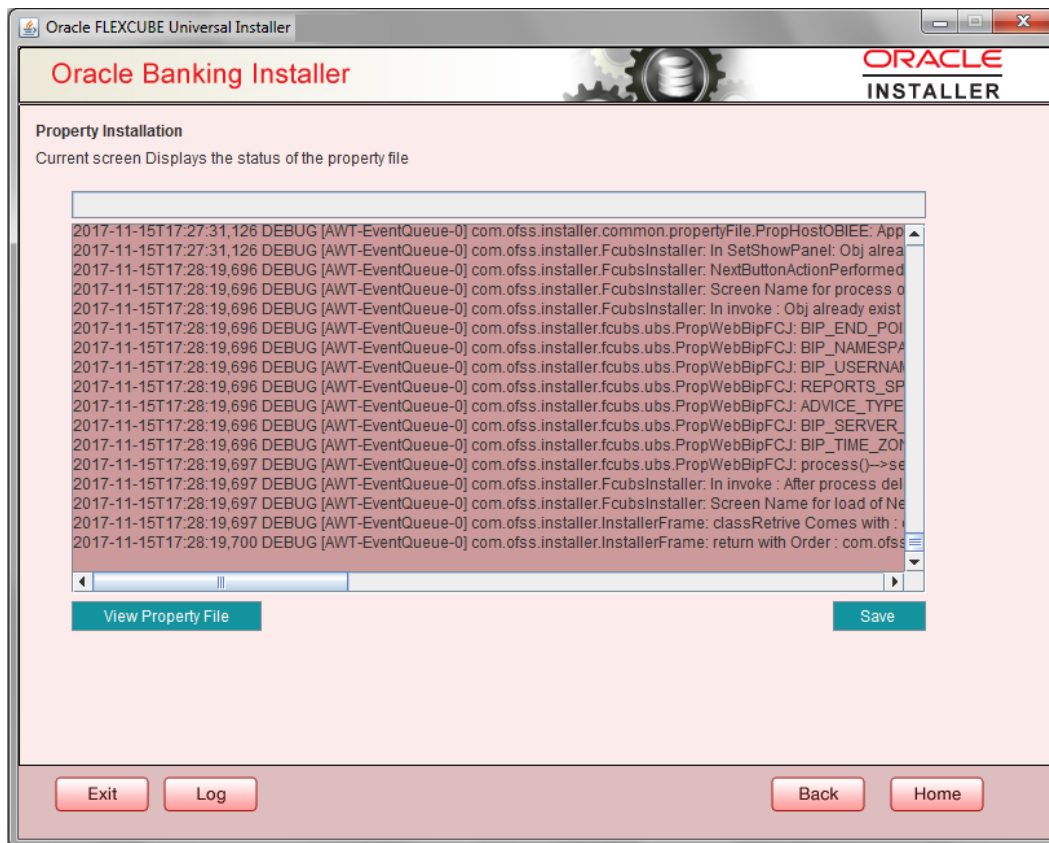 Oracle FLEXCUBE Universal Installer
Oracle Banking Installer
ORACLE
INSTALLER
Property Installation
Current screen Displays the status of the property file
2017-11-15T17:27:31,126 DEBUG [AWT-EventQueue-0] com.ofss.installer.common.propertyFile.PropHostOBIEE: App
2017-11-15T17:27:31,126 DEBUG [AWT-EventQueue-0] com.ofss.installer.FcubsInstaller: In SetShowPanel: Obj alrea
2017-11-15T17:28:19,696 DEBUG [AWT-EventQueue-0] com.ofss.installer.FcubsInstaller: NextButtonActionPerformed
2017-11-15T17:28:19,696 DEBUG [AWT-EventQueue-0] com.ofss.installer.FcubsInstaller: Screen Name for process o
2017-11-15T17:28:19,696 DEBUG [AWT-EventQueue-0] com.ofss.installer.FcubsInstaller: In invoke : Obj already exist
2017-11-15T17:28:19,696 DEBUG [AWT-EventQueue-0] com.ofss.installer.fcubs.ubs.PropWebBipFCJ: BIP_END_POI
2017-11-15T17:28:19,696 DEBUG [AWT-EventQueue-0] com.ofss.installer.fcubs.ubs.PropWebBipFCJ: BIP_NAMESPA
2017-11-15T17:28:19,696 DEBUG [AWT-EventQueue-0] com.ofss.installer.fcubs.ubs.PropWebBipFCJ: BIP_USERNAM
2017-11-15T17:28:19,696 DEBUG [AWT-EventQueue-0] com.ofss.installer.fcubs.ubs.PropWebBipFCJ: REPORTS_SP
2017-11-15T17:28:19,696 DEBUG [AWT-EventQueue-0] com.ofss.installer.fcubs.ubs.PropWebBipFCJ: ADVICE_TYPE
2017-11-15T17:28:19,696 DEBUG [AWT-EventQueue-0] com.ofss.installer.fcubs.ubs.PropWebBipFCJ: BIP_SERVER_
2017-11-15T17:28:19,696 DEBUG [AWT-EventQueue-0] com.ofss.installer.fcubs.ubs.PropWebBipFCJ: BIP_TIME_ZON
2017-11-15T17:28:19,697 DEBUG [AWT-EventQueue-0] com.ofss.installer.fcubs.ubs.PropWebBipFCJ: process()-->se
2017-11-15T17:28:19,697 DEBUG [AWT-EventQueue-0] com.ofss.installer.FcubsInstaller: In invoke : After process del
2017-11-15T17:28:19,697 DEBUG [AWT-EventQueue-0] com.ofss.installer.FcubsInstaller: Screen Name for load of Ne
2017-11-15T17:28:19,697 DEBUG [AWT-EventQueue-0] com.ofss.installer.InstallerFrame: classRetrive Comes with :
2017-11-15T17:28:19,700 DEBUG [AWT-EventQueue-0] com.ofss.installer.InstallerFrame: return with Order : com.ofss
View Property File
Save
Exit
Log
Back
Home